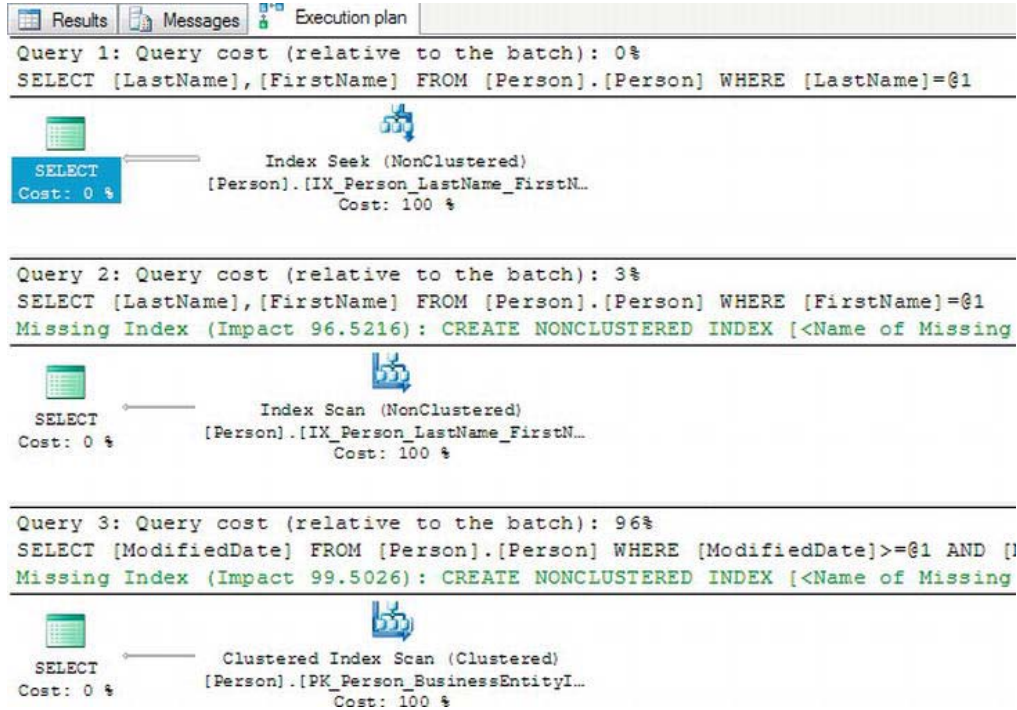 Results Messages Execution plan
Query 1: Query cost (relative to the batch): 0%
SELECT [LastName],[FirstName] FROM [Person].[Person] WHERE [LastName]=@1
Index Seek (NonClustered)
SELECT
[Person].[IX_Person_LastName_FirstN…
Cost: 0 %
Cost: 100 %
Query 2: Query cost (relative to the batch): 3%
SELECT [LastName],[FirstName] FROM [Person].[Person] WHERE [FirstName]=@1
Missing Index (Impact 96.5216): CREATE NONCLUSTERED INDEX [<Name of Missing
Index Scan (NonClustered)
SELECT
[Person].[IX_Person_LastName_FirstN…
Cost: 0 %
Cost: 100 %
Query 3: Query cost (relative to the batch): 96%
SELECT [ModifiedDate] FROM [Person].[Person] WHERE [ModifiedDate]>=@1 AND [
Missing Index (Impact 99.5026): CREATE NONCLUSTERED INDEX [<Name of Missing
Clustered Index Scan (Clustered)
SELECT
[Person].[PK_Person_BusinessEntityI…
Cost: 0 %
Cost: 100 %